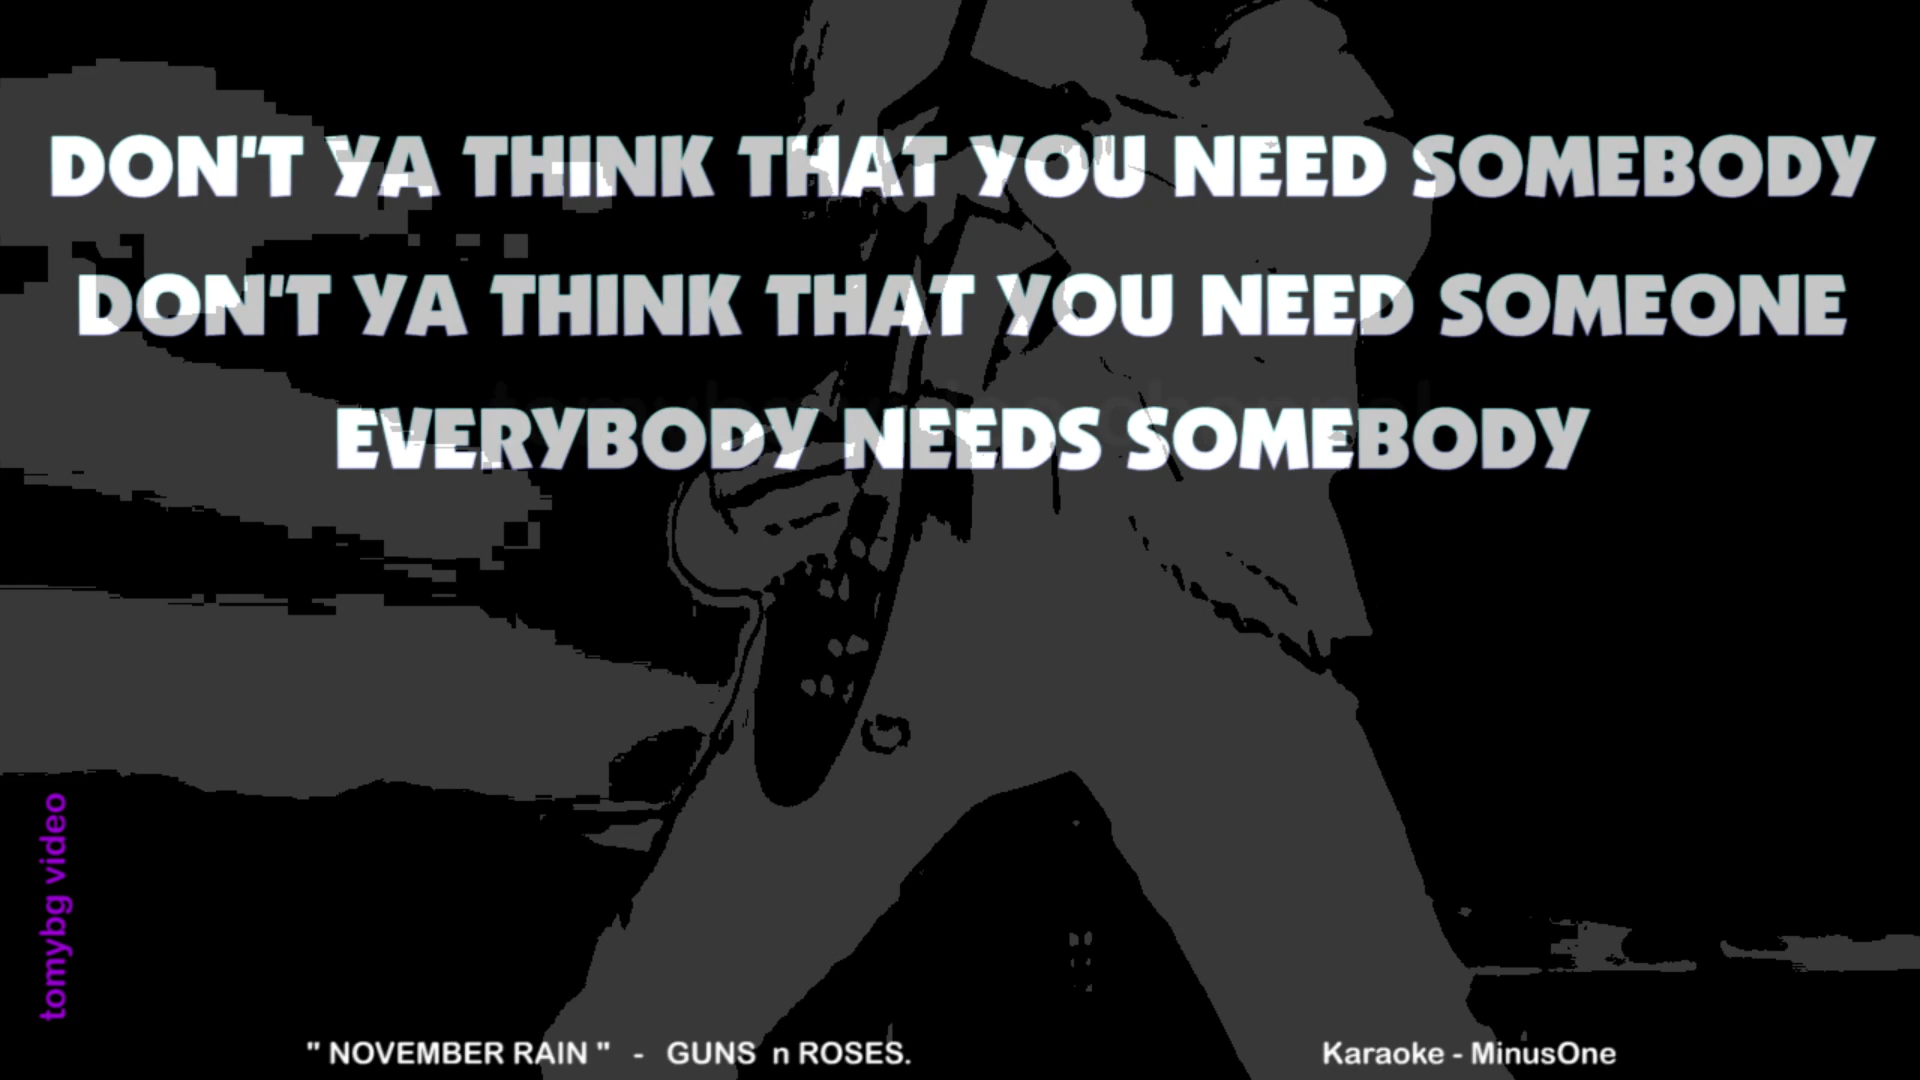 DON'T YA THINK THAT YOU NEED SOMEBODY
DON'T YA THINK THAT YOU NEED SOMEONE
EVERYBODY NEEDS SOMEBODY
tomybg video
" NOVEMBER RAIN " - GUNS n ROSES.
Karaoke - MinusOne